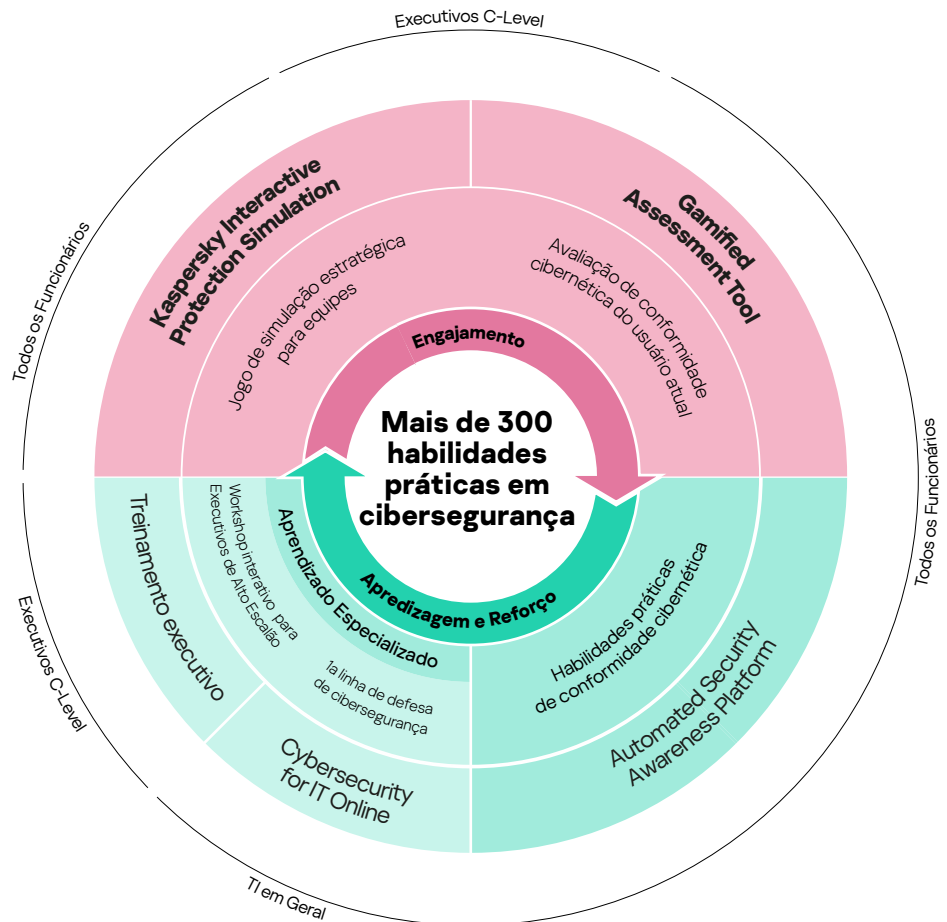 Executivos C-Level
Todos os Funcionários
Kaspersky Interactive
Protection Simulation
Jogo de simulação estratégica
para equipes
Gamified
Assessment Tool
Avaliação de conformidade
cibernética do usuário atual
Engajamento
Mais de 300
habilidades
práticas em
cibersegurança
Apredizagem e Reforço
Todos os Funcionários
Habilidades práticas
de conformidade cibernética
Automated Security
Awareness Platform
Aprendizado Especializado
Workshop interativo para
Executivos de Alto Escalão
Treinamento executivo
Executivos C-Level
1a linha de defesa
de cibersegurança
Cybersecurity
for IT Online
TI em Geral